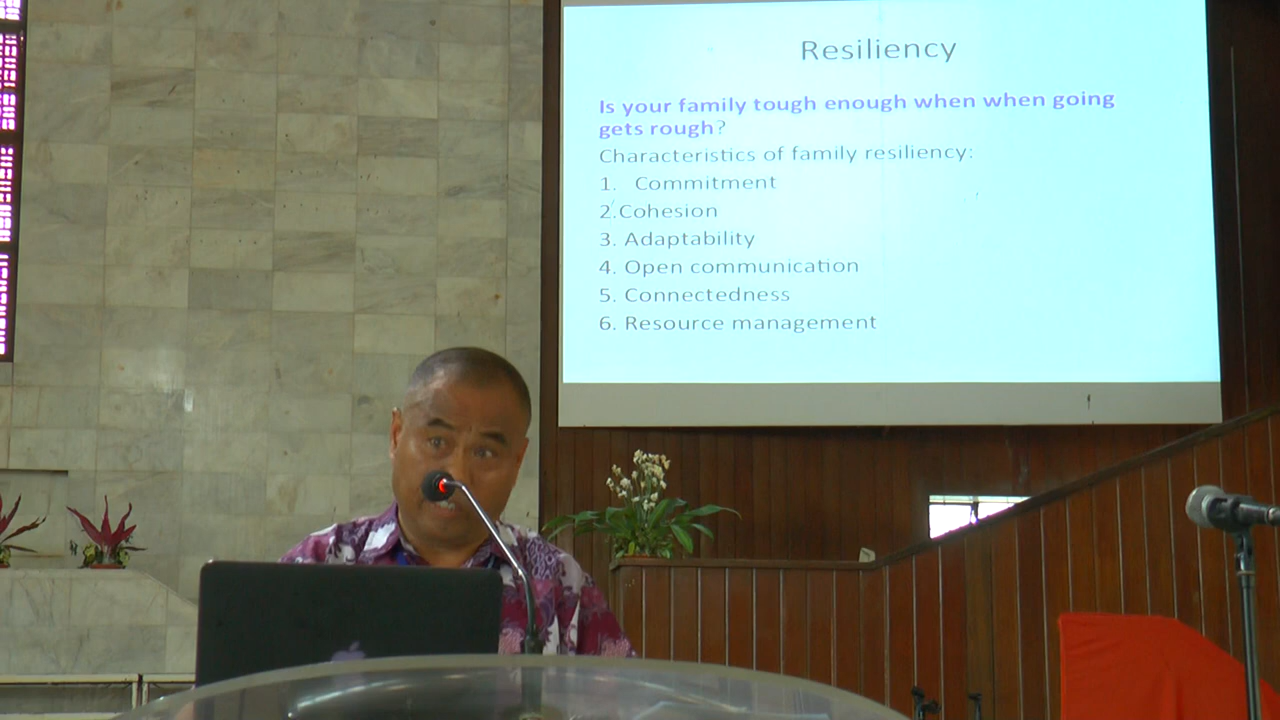 Resiliency
Is your family tough enough when when going
gets rough?
Characteristics of family resiliency:
1. Commitment
2.Cohesion
3. Adaptability
4. Open communication
5. Connectedness
6. Resource management